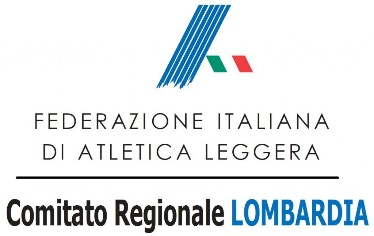 FEDERAZIONE ITALIANA
DI ATLETICA LEGGERA
Comitato Regionale LOMBARDIA